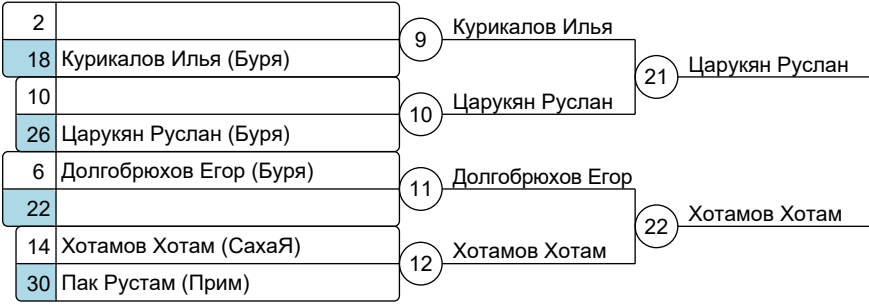 2
18 Курикалов Илья (Буря)
9
Курикалов Илья
10
26 Царукян Руслан (Буря)
10
Царукян Руслан
21
Царукян Руслан
6 Долгобрюхов Егор (Буря)
22
11
Долгобрюхов Егор
14 Хотамов Хотам (СахаЯ)
30 Пак Рустам (Прим)
12
Хотамов Хотам
22
Хотамов Хотам